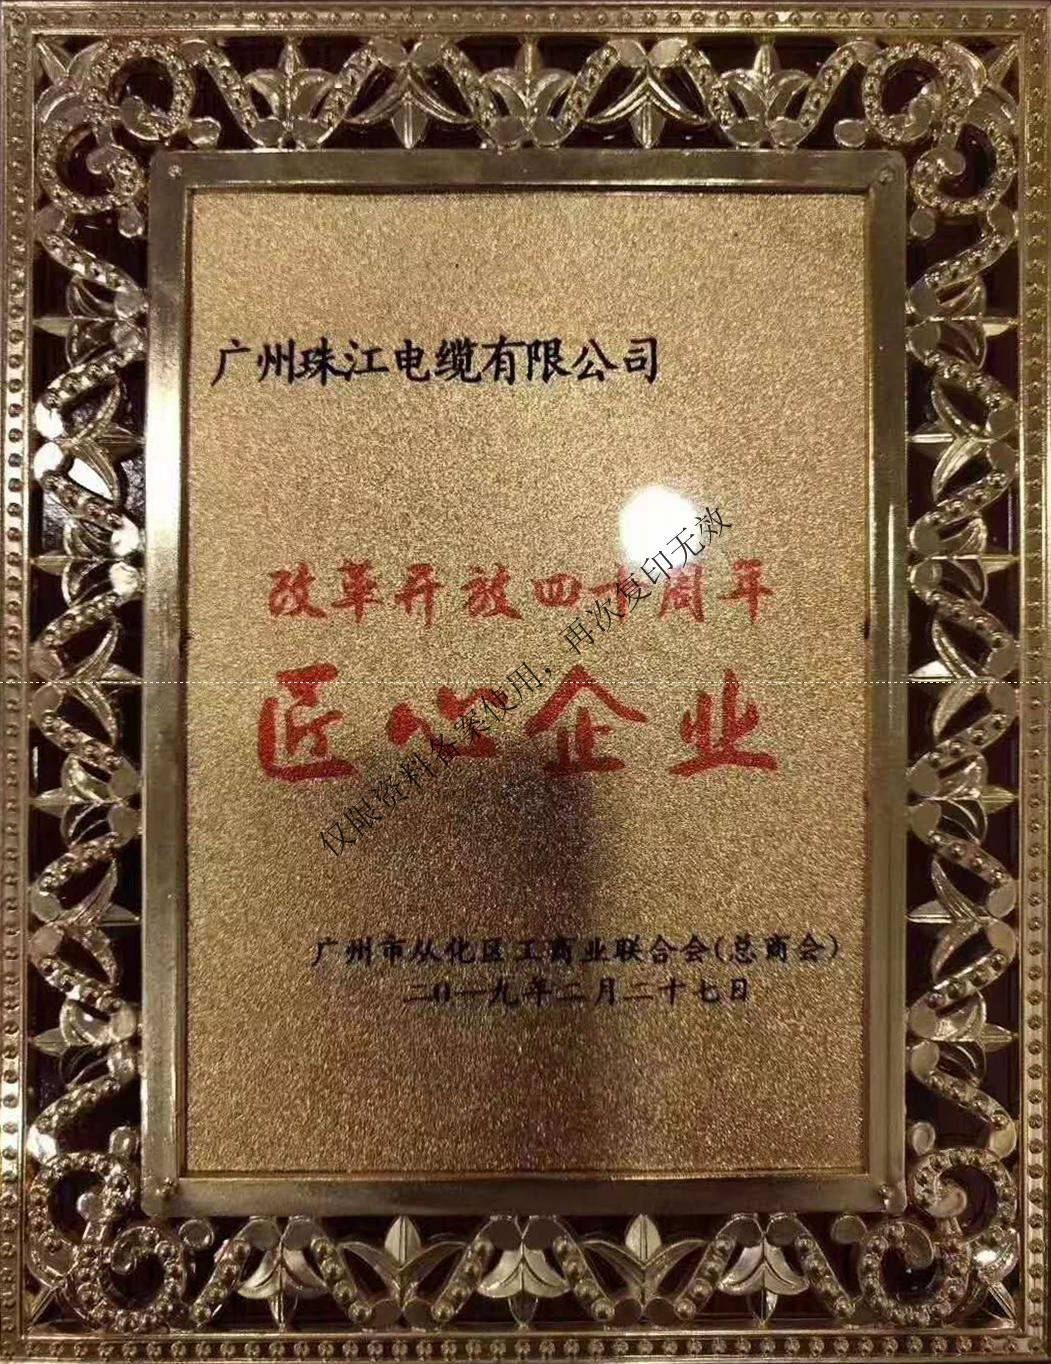 广州珠江电缆有限公司
改革开放四十周年
匠心企业
仅限资料备案使用，再次复印无效
广州市从化区工商业联合会(总商会)
二0一九年二月二十七日